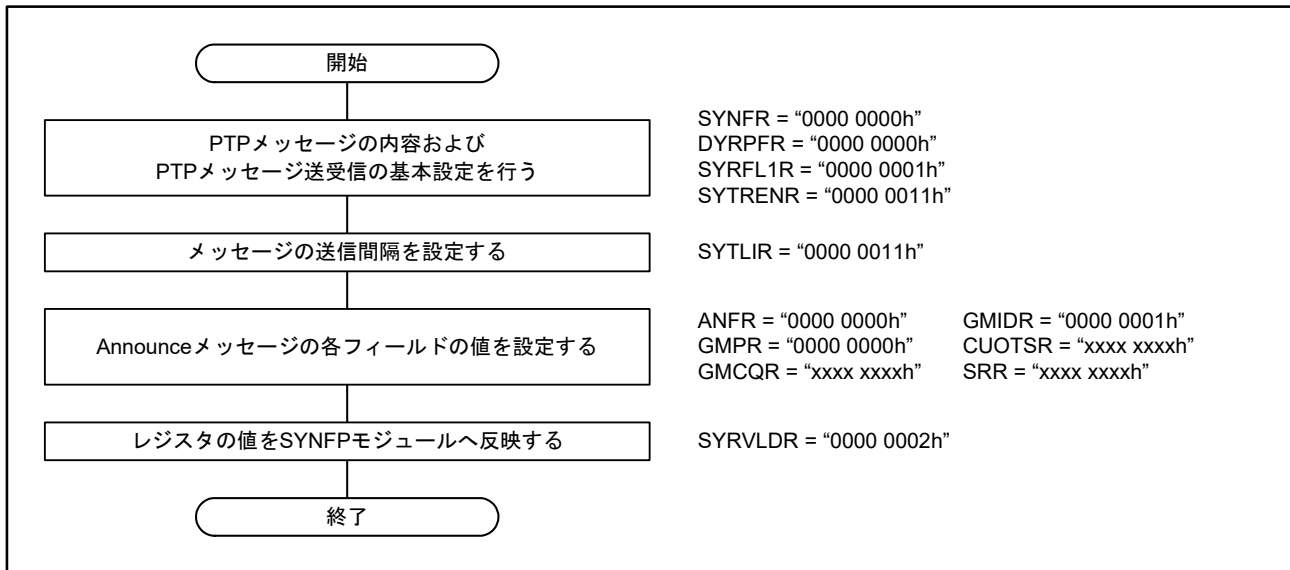 開始
PTPメッセージの内容および
PTPメッセージ送受信の基本設定を行う
SYNFR = “0000 0000h”
DYRPFR = “0000 0000h”
SYRFL1R = “0000 0001h”
SYTRENR = “0000 0011h”
メッセージの送信間隔を設定する
SYTLIR = “0000 0011h”
Announceメッセージの各フィールドの値を設定する
ANFR = “0000 0000h” GMIDR = “0000 0001h”
GMPR = “0000 0000h” CUOTSR = “xxxx xxxxh”
GMCQR = “xxxx xxxxh” SRR = “xxxx xxxxh”
レジスタの値をSYNFPモジュールへ反映する
SYRVLDR = “0000 0002h”
終了